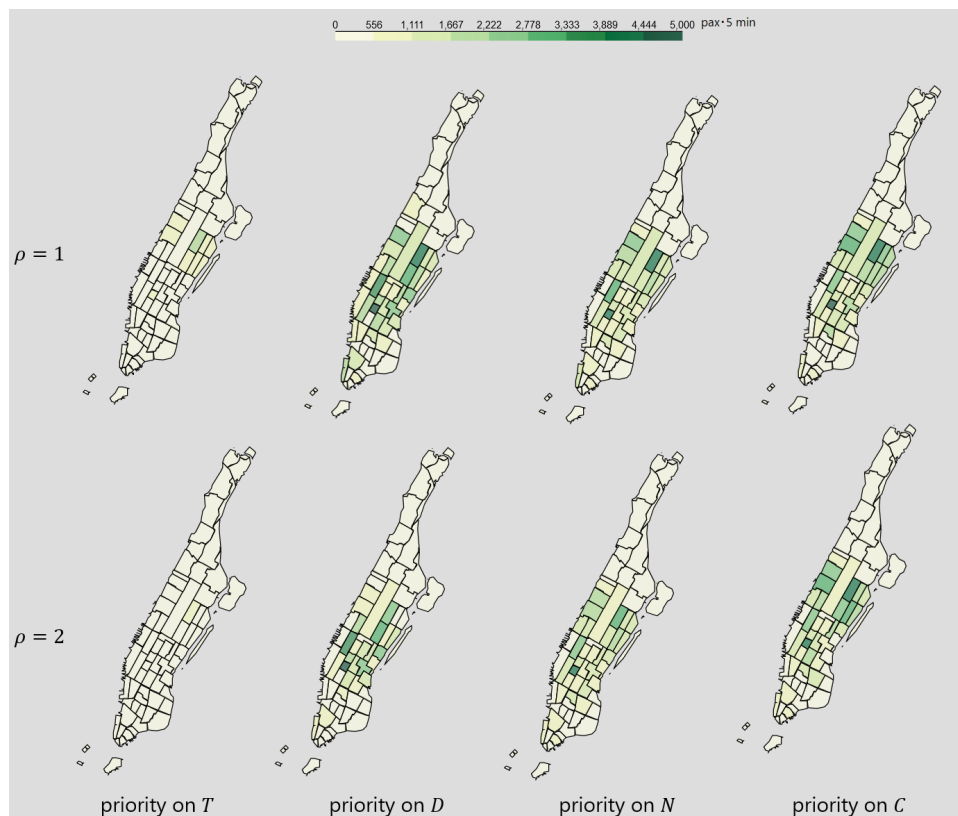 0 556 1,111 1,667 2,222 2,778 3,333 3,889 4,444 5,000 pax·5 min
ρ = 1
ρ = 2
priority on T priority on D priority on N priority on C